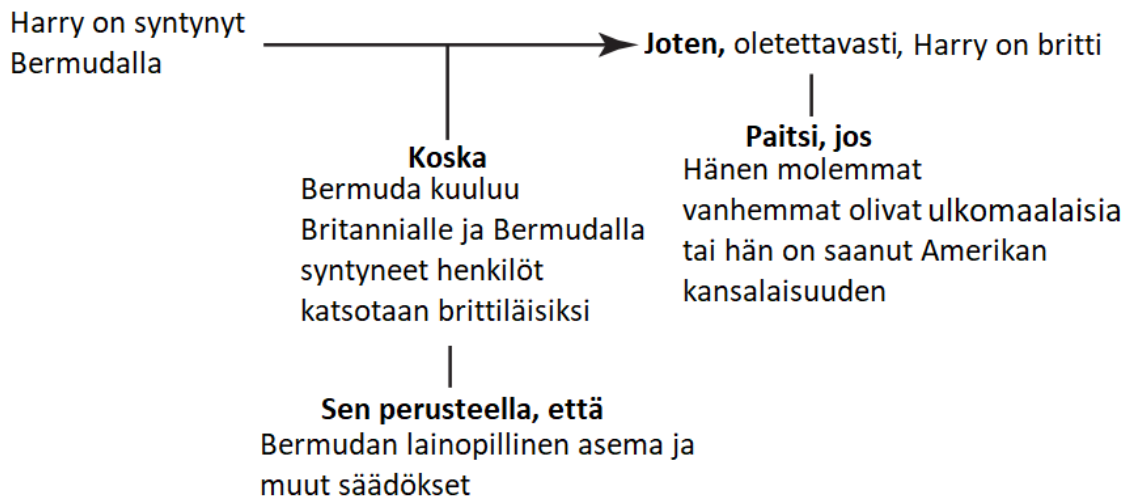 Harry on syntynyt
Bermudalla
Joten, oletettavasti, Harry on britti
Paitsi, jos
Hänen molemmat
vanhemmat olivat ulkomaalaisia
tai hän on saanut Amerikan
kansalaisuuden
Koska
Bermuda kuuluu
Britannialle ja Bermudalla
syntyneet henkilöt
katsotaan brittiläisiksi
Sen perusteella, että
Bermudan lainopillinen asema ja
muut säädökset